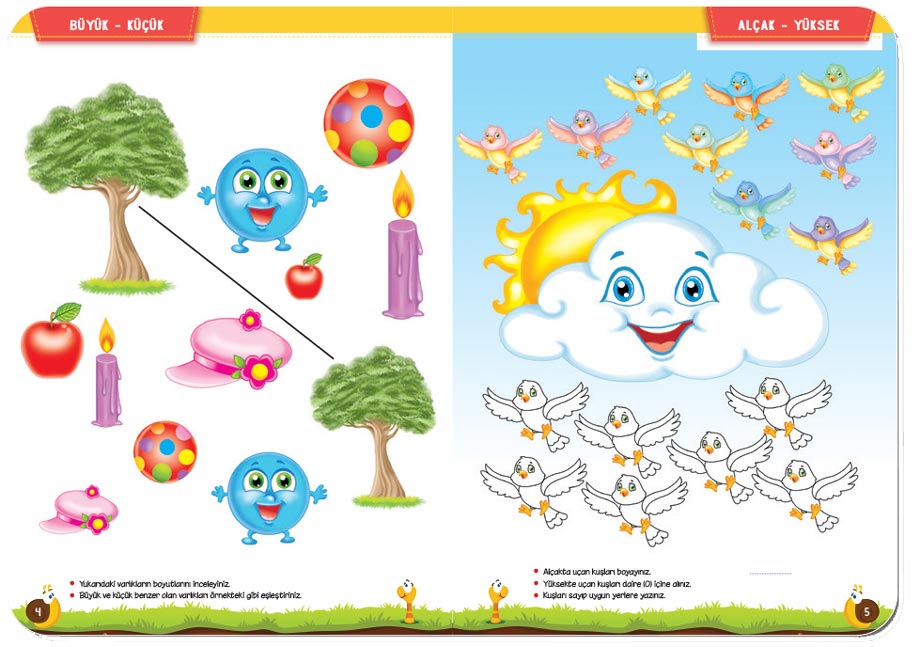 BÜYÜK - KÜÇÜK
Yukarıdaki varlıkların boyutlarını inceleyiniz.
Büyük ve küçük benzer olan varlıkları örnekteki gibi eşleştiriniz.
4
ALÇAK - YÜKSEK
Alçakta uçan kuşları boyayınız.
Yüksekte uçan kuşları daire (O) içine alınız.
Kuşları sayıp uygun yerlere yazınız.
5